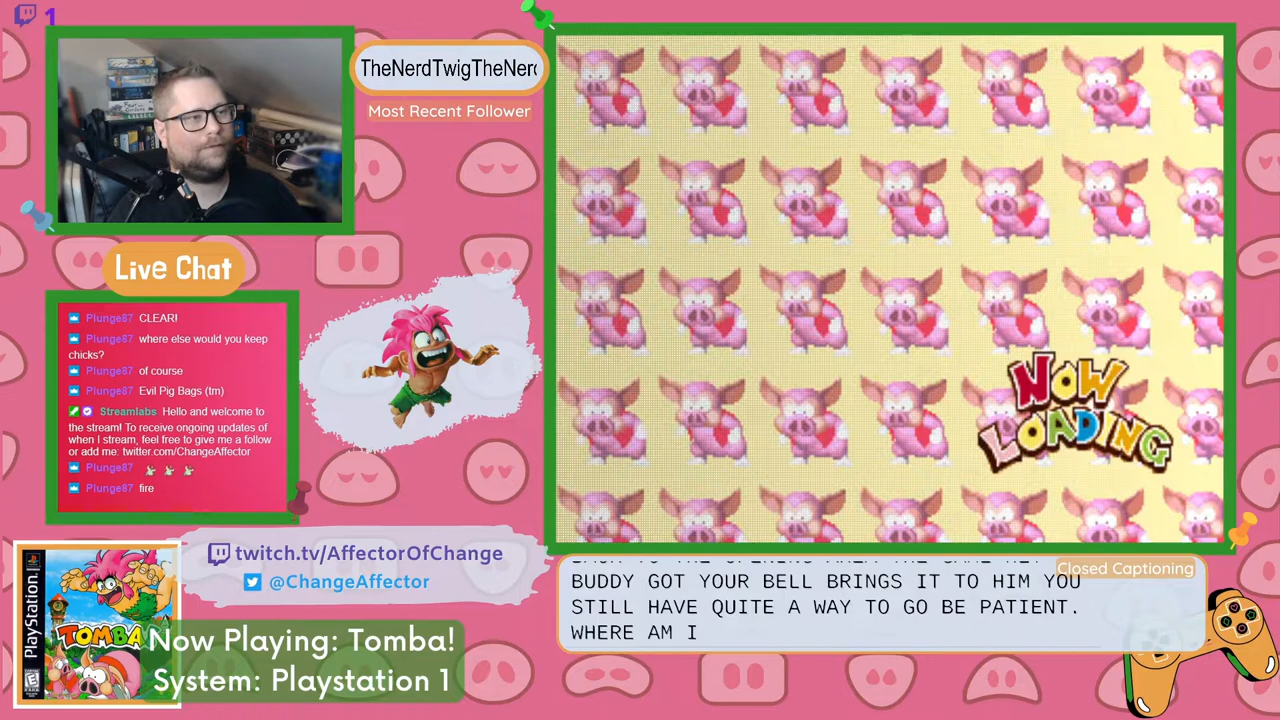 1
TheNerdTwigTheNer
Most Recent Follower
Live Chat
Plunge87 CLEAR!
Plunge87 where else would you keep
chicks?
Plunge87 of course
Plunge87 Evil Pig Bags (tm)
Streamlabs Hello and welcome to
the stream! To receive ongoing updates of
when I stream, feel free to give me a follow
or add me: twitter.com/ChangeAffector
Plunge87
Plunge87 fire
NOW
LOADING
twitch.tv/AffectorOfChange
@ChangeAffector
PlayStation
TOMBA
Now Playing: Tomba!
System: Playstation 1
Closed Captioning
BUDDY GOT YOUR BELL BRINGS IT TO HIM YOU
STILL HAVE QUITE A WAY TO GO BE PATIENT.
WHERE AM I